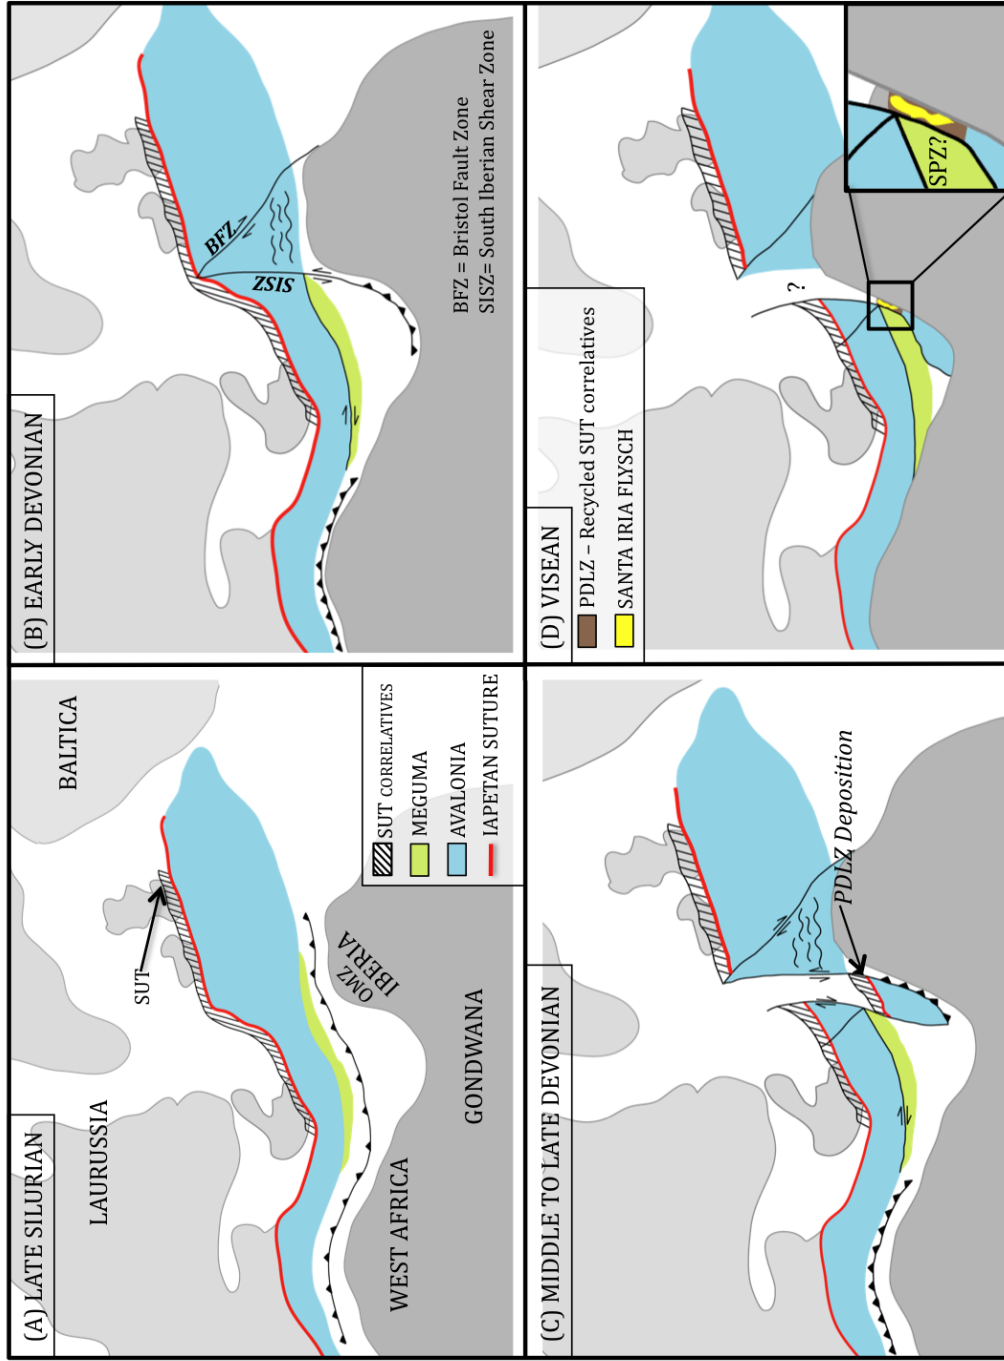 (A) LATE SILURIAN
LAURUSSIA
BALTICA
SUT
WEST AFRICA
GONDWANA
OMZ
IBERIA
SUT CORRELATIVES
MEGUMA
AVALONIA
IAPETAN SUTURE
(B) EARLY DEVONIAN
BFZ
SISZ
BFZ = Bristol Fault Zone
SISZ= South Iberian Shear Zone
(C) MIDDLE TO LATE DEVONIAN
PDLZ Deposition
(D) VISEAN
PDLZ – Recycled SUT correlatives
SANTA IRIA FLYSCH
?
SPZ?